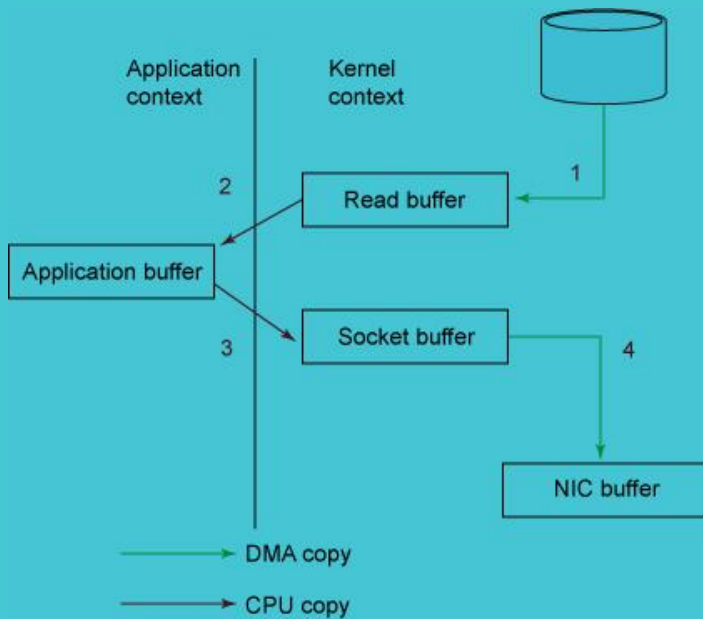 Application
context
Kernel
context
1
2
Read buffer
Application buffer
3
Socket buffer
4
NIC buffer
DMA copy
CPU copy